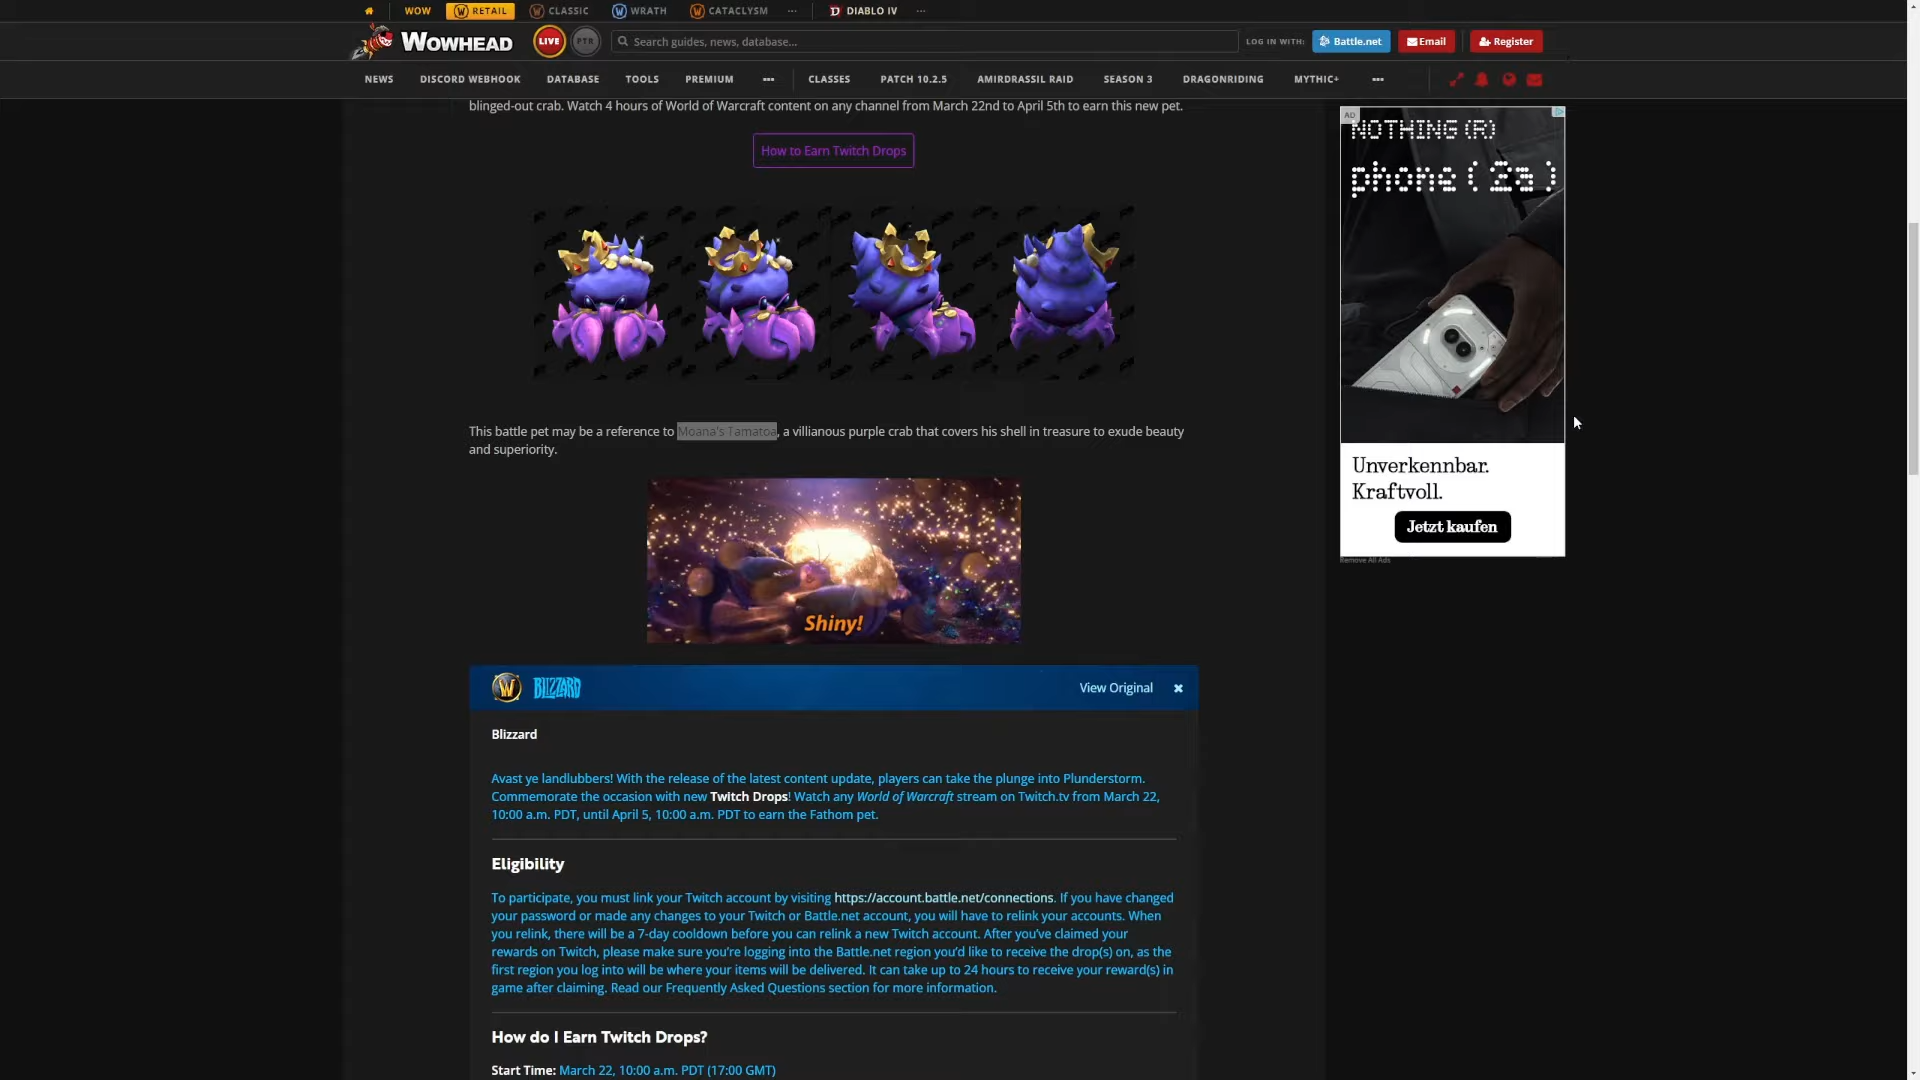 WOW
RETAIL
CLASSIC
WRATH
CATACLYSM
...
DIABLO IV
...
WOWHEAD
LIVE
PTR
Search guides, news, database...
LOG IN WITH:
Battle.net
Email
Register
NEWS
DISCORD WEBHOOK
DATABASE
TOOLS
PREMIUM
...
CLASSES
PATCH 10.2.5
AMIRDRASSIL RAID
SEASON 3
DRAGONRIDING
MYTHIC+
...
blinged-out crab. Watch 4 hours of World of Warcraft content on any channel from March 22nd to April 5th to earn this new pet.
How to Earn Twitch Drops
This battle pet may be a reference to Moana's Tamatoa, a villianous purple crab that covers his shell in treasure to exude beauty
and superiority.
Shiny!
W
BLIZZARD
View Original
Blizzard
Avast ye landlubbers! With the release of the latest content update, players can take the plunge into Plunderstorm.
Commemorate the occasion with new Twitch Drops! Watch any World of Warcraft stream on Twitch.tv from March 22,
10:00 a.m. PDT, until April 5, 10:00 a.m. PDT to earn the Fathom pet.
Eligibility
To participate, you must link your Twitch account by visiting https://account.battle.net/connections. If you have changed
your password or made any changes to your Twitch or Battle.net account, you will have to relink your accounts. When
you relink, there will be a 7-day cooldown before you can relink a new Twitch account. After you've claimed your
rewards on Twitch, please make sure you're logging into the Battle.net region you'd like to receive the drop(s) on, as the
first region you log into will be where your items will be delivered. It can take up to 24 hours to receive your reward(s) in
game after claiming. Read our Frequently Asked Questions section for more information.
How do I Earn Twitch Drops?
Start Time: March 22, 10:00 a.m. PDT (17:00 GMT)
AD
NOTHING (R)
phone (2a)
Unverkennbar.
Kraftvoll.
Jetzt kaufen
Remove All Ads